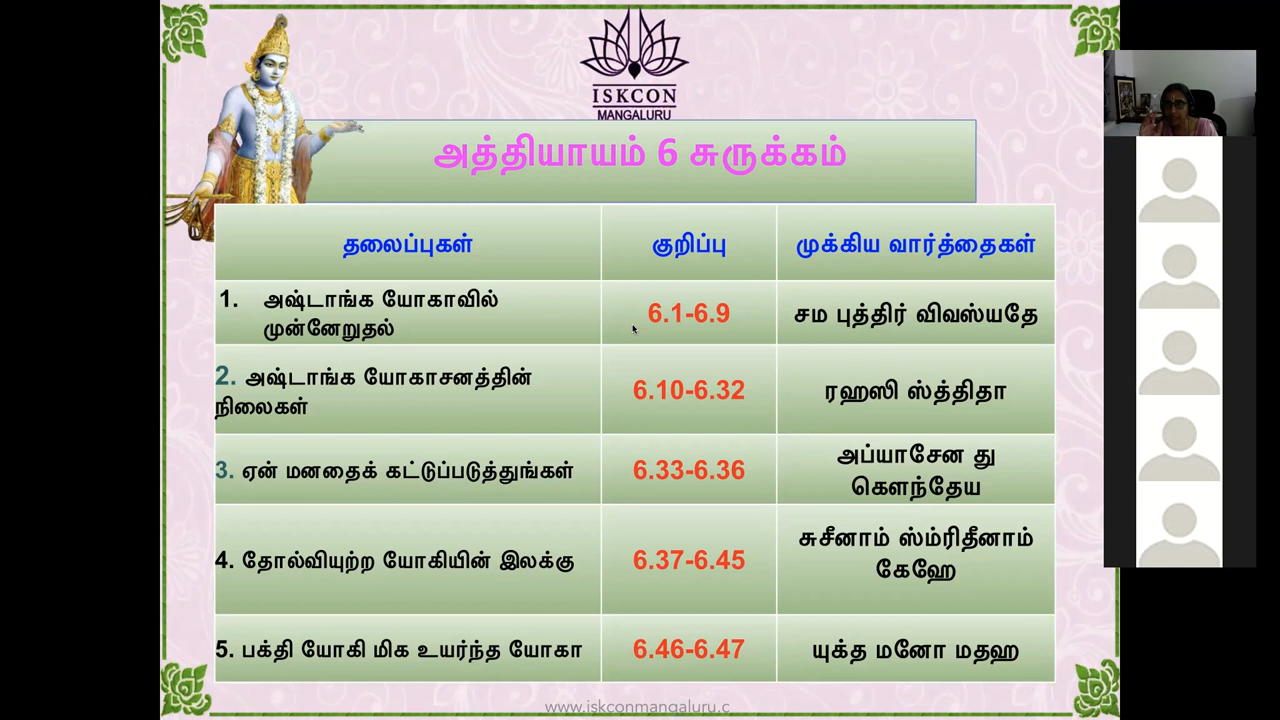 ISKCON
MANGALURU
அத்தியாயம் 6 சுருக்கம்
தலைப்புகள்
குறிப்பு
முக்கிய வார்த்தைகள்
1. அஷ்டாங்க யோகாவில்
முன்னேறுதல்
6.1-6.9
சம புத்திர் விவஸ்யதே
2. அஷ்டாங்க யோகாசனத்தின்
நிலைகள்
6.10-6.32
ரஹஸி ஸ்த்திதா
3. ஏன் மனதைக் கட்டுப்படுத்துங்கள்
6.33-6.36
அப்யாசேன து
கௌந்தேய
4. தோல்வியுற்ற யோகியின் இலக்கு
6.37-6.45
சுசீனாம் ஸ்ம்ரிதீனாம்
கேஹே
5. பக்தி யோகி மிக உயர்ந்த யோகா
6.46-6.47
யுக்த மனோ மதஹ
www.iskconmangaluru.c